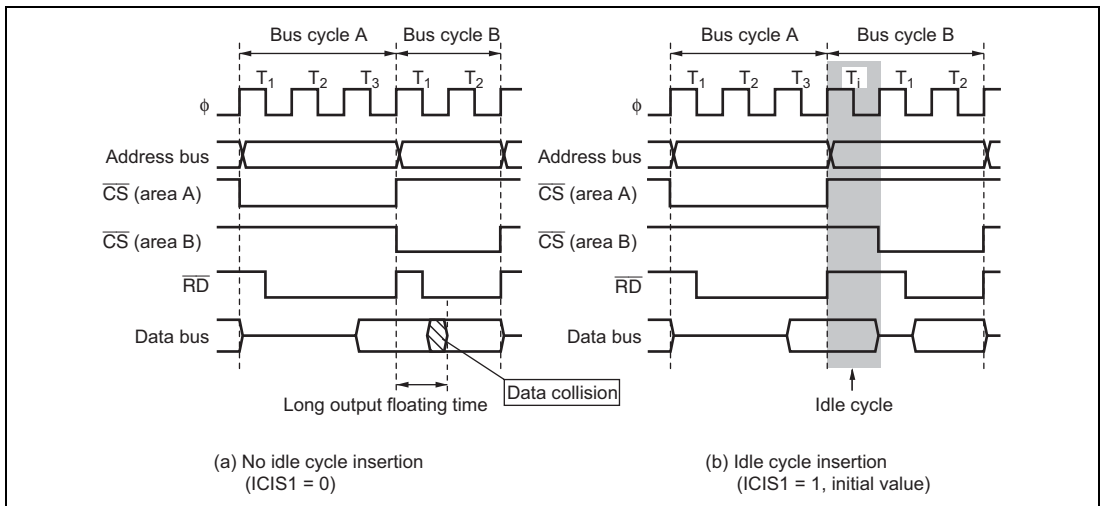 Bus cycle A Bus cycle B
T1 T2 T3 T1 T2
φ
Address bus
CS (area A)
CS (area B)
RD
Data bus
Data collision
Long output floating time
(a) No idle cycle insertion
(ICIS1 = 0)
Bus cycle A Bus cycle B
T1 T2 T3 Ti T1 T2
φ
Address bus
CS (area A)
CS (area B)
RD
Data bus
Idle cycle
(b) Idle cycle insertion
(ICIS1 = 1, initial value)